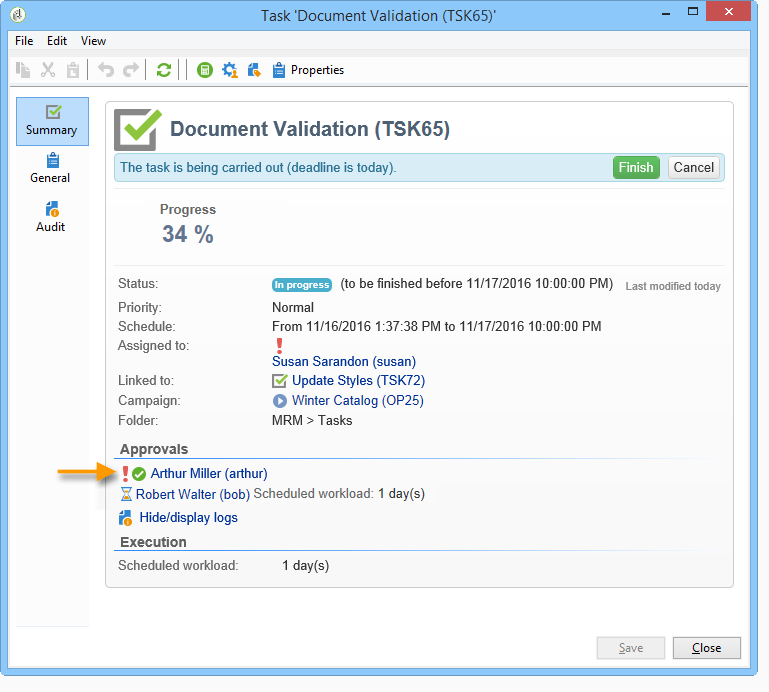 Task 'Document Validation (TSK65)'
File Edit View
Properties
Summary
General
Audit
Document Validation (TSK65)
The task is being carried out (deadline is today). Finish Cancel
Progress
34 %
Status: In progress (to be finished before 11/17/2016 10:00:00 PM) Last modified today
Priority: Normal
Schedule: From 11/16/2016 1:37:38 PM to 11/17/2016 10:00:00 PM
Assigned to:
Susan Sarandon (susan)
Linked to: Update Styles (TSK72)
Campaign: Winter Catalog (OP25)
Folder: MRM > Tasks
Approvals
Arthur Miller (arthur)
Robert Walter (bob) Scheduled workload: 1 day(s)
Hide/display logs
Execution
Scheduled workload: 1 day(s)
Save Close